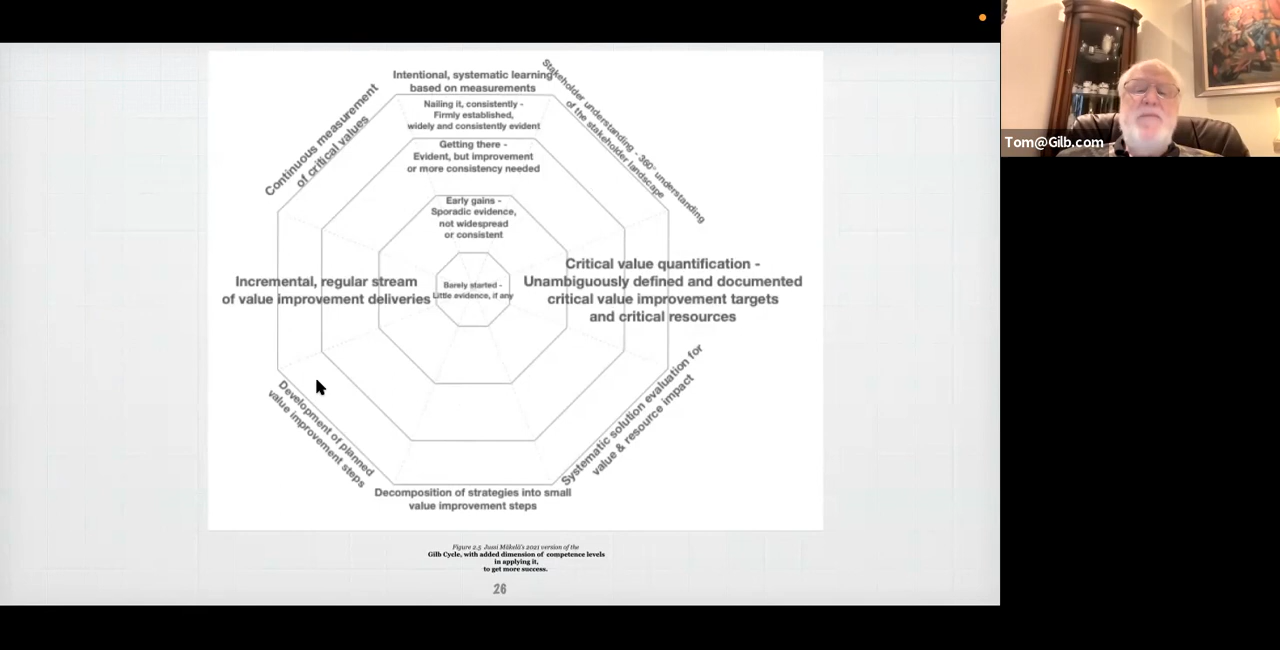 Intentional, systematic learning
based on measurements
Stakeholder understanding - 360° understanding
of the stakeholder landscape
Continuous measurement
of critical values
Nailing it, consistently -
Firmly established,
widely and consistently evident
Getting there -
Evident, but improvement
or more consistency needed
Early gains -
Sporadic evidence,
not widespread
or consistent
Barely started -
Little evidence, if any
Incremental, regular stream
of value improvement deliveries
Critical value quantification -
Unambiguously defined and documented
critical value improvement targets
and critical resources
Development of planned
value improvement steps
Systematic solution evaluation for
value & resource impact
Decomposition of strategies into small
value improvement steps
Figure 2.5 Jussi Mäkelä's 2021 version of the
Gilb Cycle, with added dimension of competence levels
in applying it,
to get more success.
26
Tom@Gilb.com